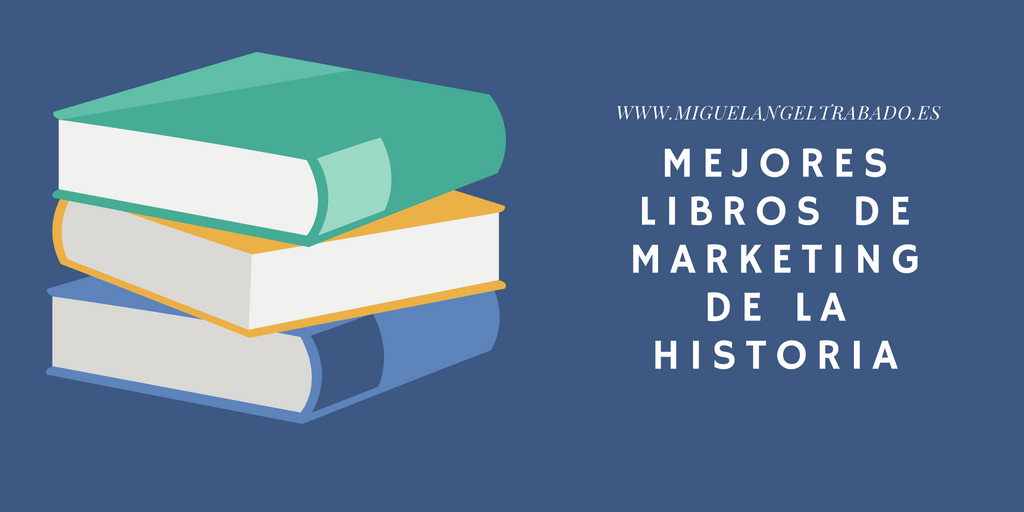 WWW.MIGUELANGELTRABADO.ES
MEJORES
LIBROS DE
MARKETING
DE LA
HISTORIA